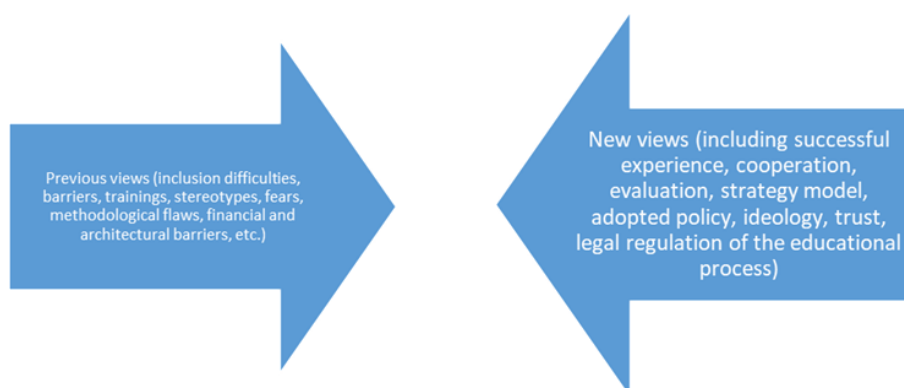 Previous views (inclusion difficulties,
barriers, trainings, stereotypes, fears,
methodological flaws, financial and
architectural barriers, etc.)
New views (including successful
experience, cooperation,
evaluation, strategy model,
adopted policy, ideology, trust,
legal regulation of the educational
process)